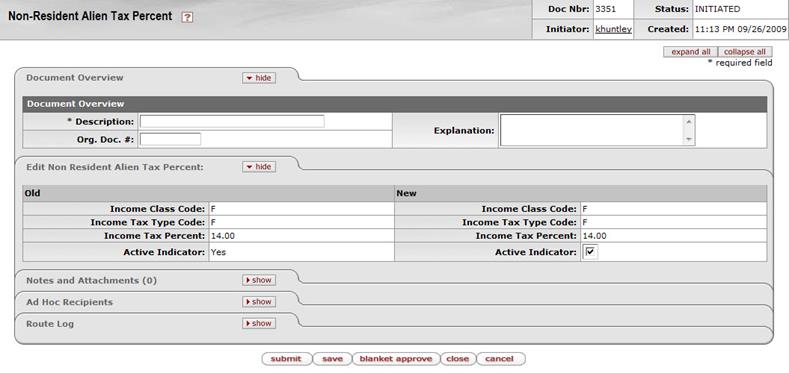 Non-Resident Alien Tax Percent ?
Doc Nbr: 3351 Status: INITIATED
Initiator: khuntley Created: 11:13 PM 09/26/2009
expand all collapse all
* required field
Document Overview hide
Document Overview
* Description: Explanation:
Org. Doc. #:
Edit Non Resident Alien Tax Percent: hide
Old New
Income Class Code: F Income Class Code: F
Income Tax Type Code: F Income Tax Type Code: F
Income Tax Percent: 14.00 Income Tax Percent: 14.00
Active Indicator: Yes Active Indicator:
Notes and Attachments (0) show
Ad Hoc Recipients show
Route Log show
submit save blanket approve close cancel